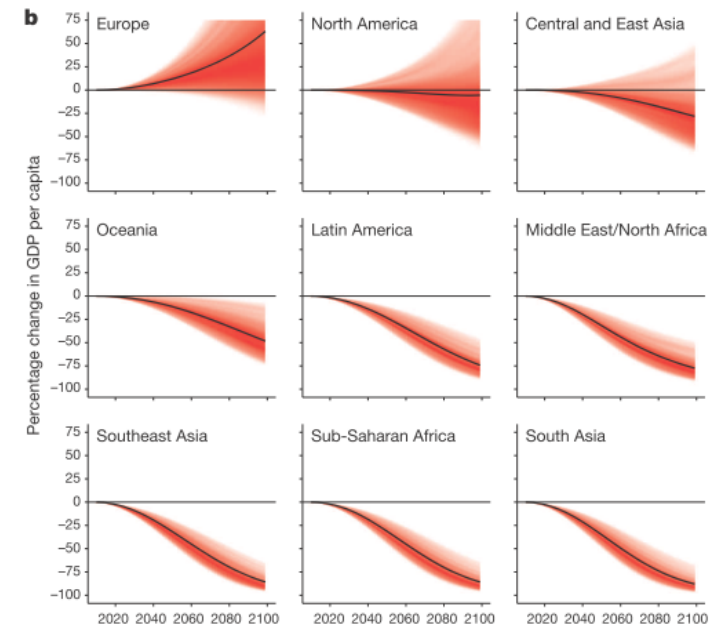 b
Percentage change in GDP per capita
75
50
25
0
−25
−50
−75
−100
Europe
North America
Central and East Asia
75
50
25
0
−25
−50
−75
−100
Oceania
Latin America
Middle East/North Africa
75
50
25
0
−25
−50
−75
−100
Southeast Asia
Sub-Saharan Africa
South Asia
2020 2040 2060 2080 2100 2020 2040 2060 2080 2100 2020 2040 2060 2080 2100